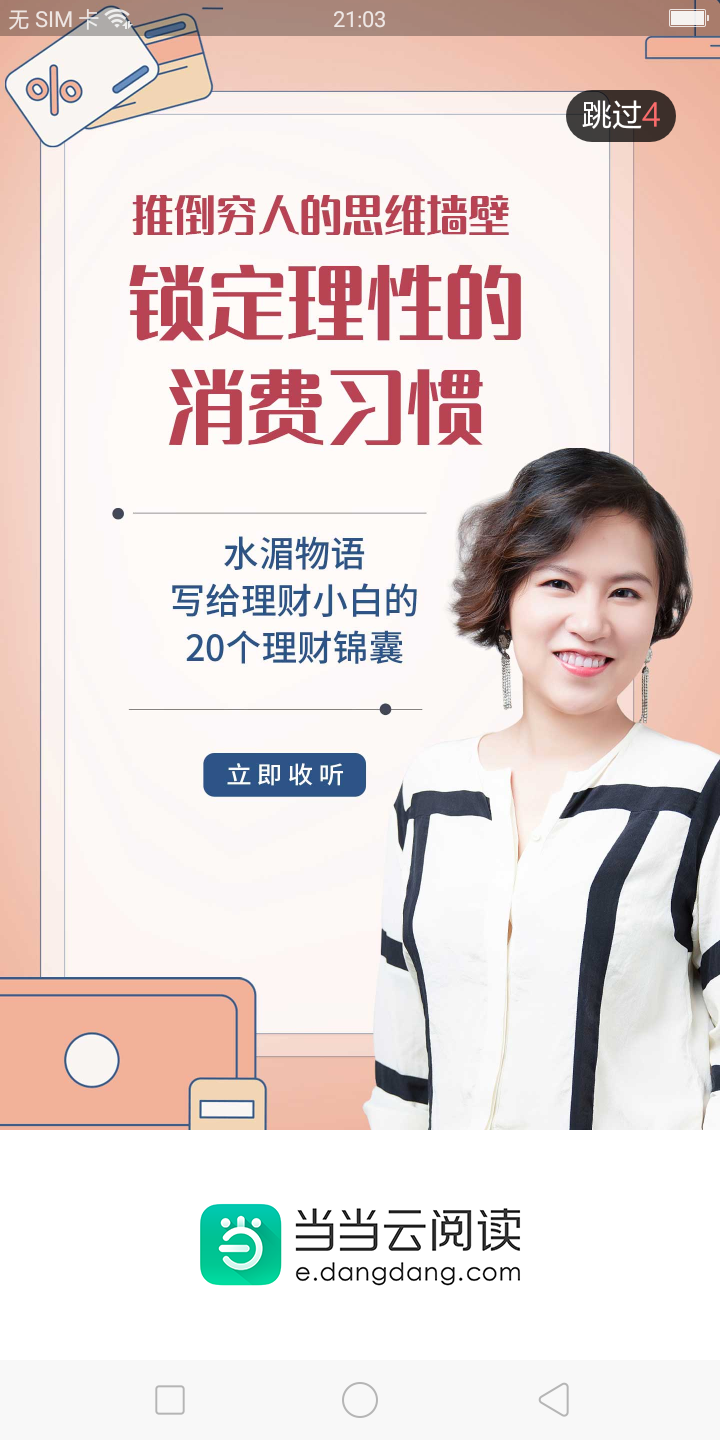 无 SIM 卡
21:03
跳过4
推倒穷人的思维墙壁
锁定理性的
消费习惯
水湄物语
写给理财小白的
20个理财锦囊
立即收听
当当云阅读
e.dangdang.com